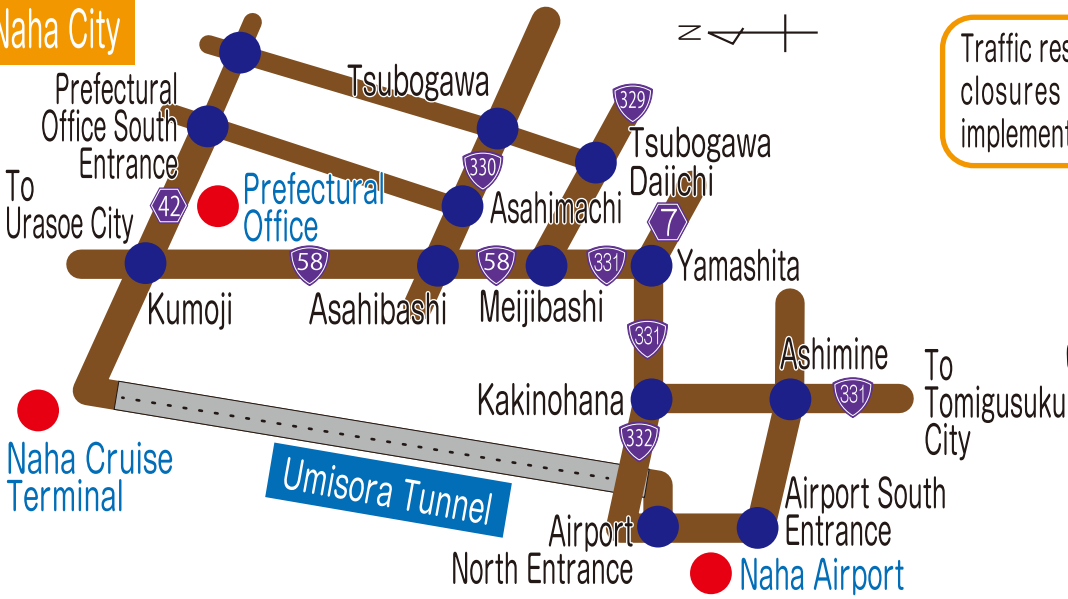 Naha City
N
Traffic
closures
Tsubogawa
329
Prefectural
Office South
Entrance
Tsubogawa
Daiichi
330
To
Urasoe City
42
Prefectural
Office
Asahimachi
7
58
58
331
Yamashita
Kumoji
Asahibashi
Meijibashi
331
Ashimine
To
Tomigusuku
City
Kakinohana
331
332
Naha Cruise
Terminal
Umisora Tunnel
Airport South
Entrance
Airport
North Entrance
Naha Airport